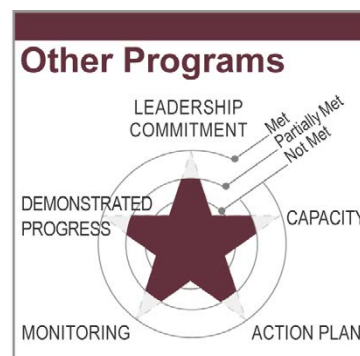 Other Programs
LEADERSHIP
COMMITMENT
Met
Partially Met
Not Met
DEMONSTRATED
PROGRESS
CAPACITY
MONITORING
ACTION PLAN